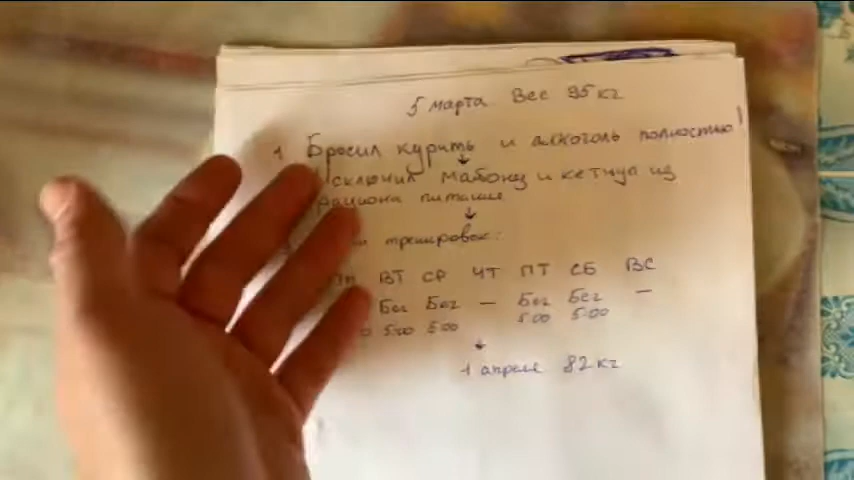 5 марта Вес 95 кг
1 Бросил курить и алкоголь полностью
↓
Исключил майонез и кетчуп из
рациона питания
↓
тренировок:
ПН ВТ СР ЧТ ПТ СБ ВС
Бег Бег — Бег Бег —
5:00 5:00 5:00 5:00
↓
1 апреля 82 кг